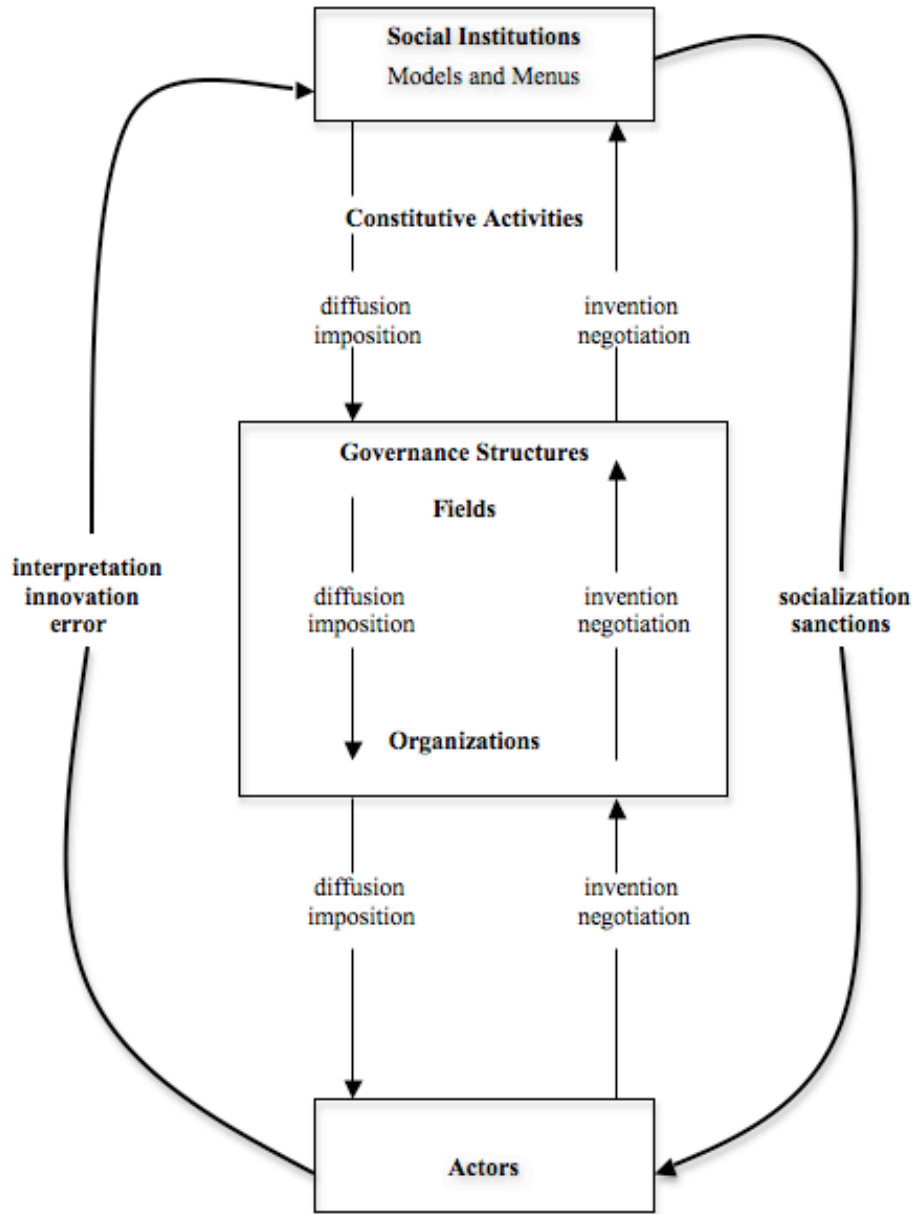 Social Institutions
Models and Menus
Constitutive Activities
diffusion
imposition
invention
negotiation
Governance Structures
Fields
interpretation
innovation
error
diffusion
imposition
invention
negotiation
socialization
sanctions
Organizations
diffusion
imposition
invention
negotiation
Actors